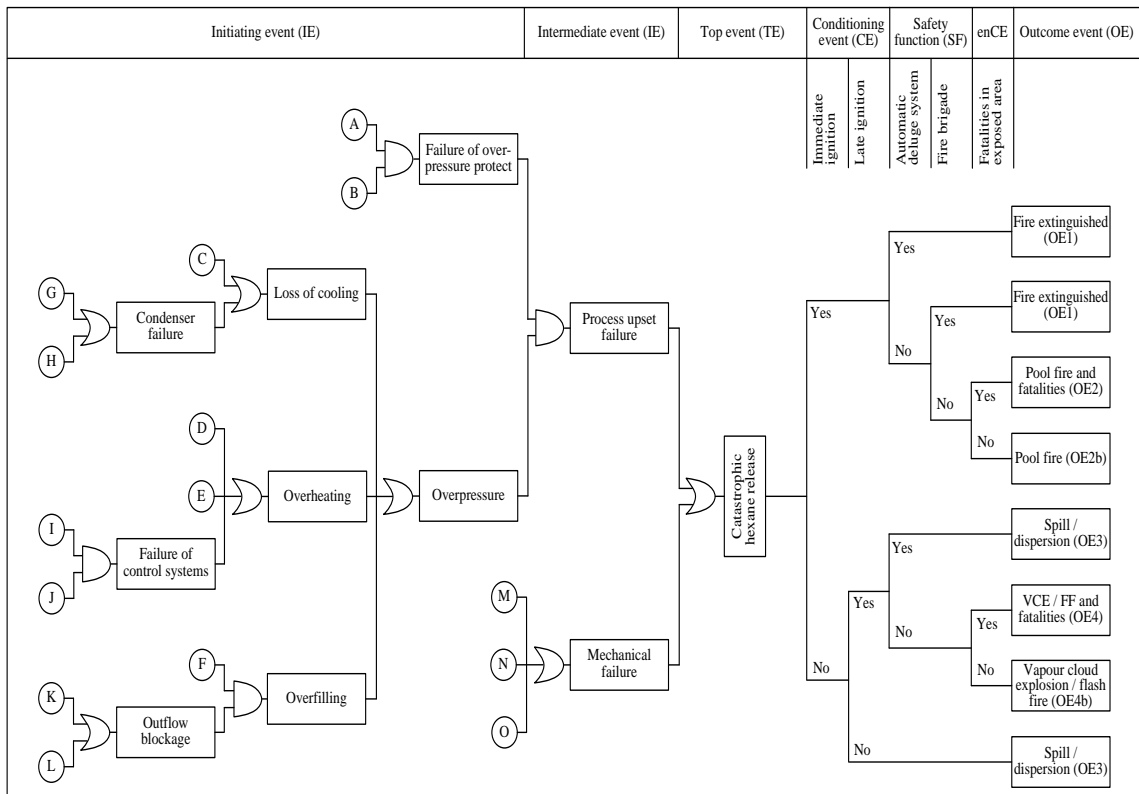 Initiating event (IE)
Intermediate event (IE)
Top event (TE)
Conditioning
event (CE)
Safety
function (SF)
enCE
Outcome event (OE)
Immediate
ignition
Late ignition
Automatic
deluge system
Fire brigade
Fatalities in
exposed area
A
B
Failure of over-
pressure protect
C
G
H
Condenser
failure
Loss of cooling
D
E
I
J
Failure of
control systems
Overheating
Overpressure
F
K
L
Outflow
blockage
Overfilling
Process upset
failure
M
N
O
Mechanical
failure
Catastrophic
hexane release
Yes
No
Yes
No
Yes
No
Yes
No
Yes
No
Yes
No
Yes
No
Fire extinguished
(OE1)
Fire extinguished
(OE1)
Pool fire and
fatalities (OE2)
Pool fire (OE2b)
Spill /
dispersion (OE3)
VCE / FF and
fatalities (OE4)
Vapour cloud
explosion / flash
fire (OE4b)
Spill /
dispersion (OE3)